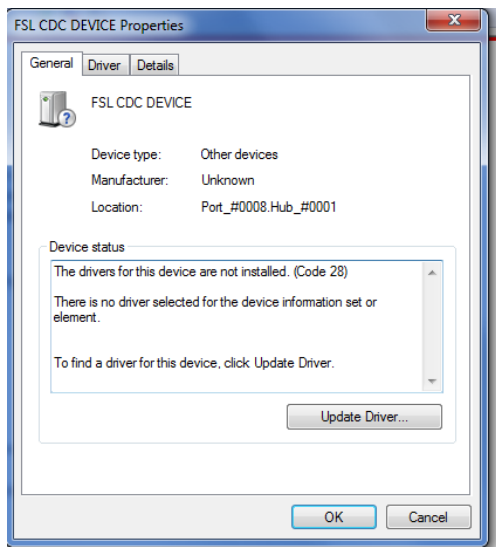 FSL CDC DEVICE Properties
General Driver Details
FSL CDC DEVICE
Device type: Other devices
Manufacturer: Unknown
Location: Port_#0008.Hub_#0001
Device status
The drivers for this device are not installed. (Code 28)
There is no driver selected for the device information set or
element.
To find a driver for this device, click Update Driver.
Update Driver...
OK Cancel